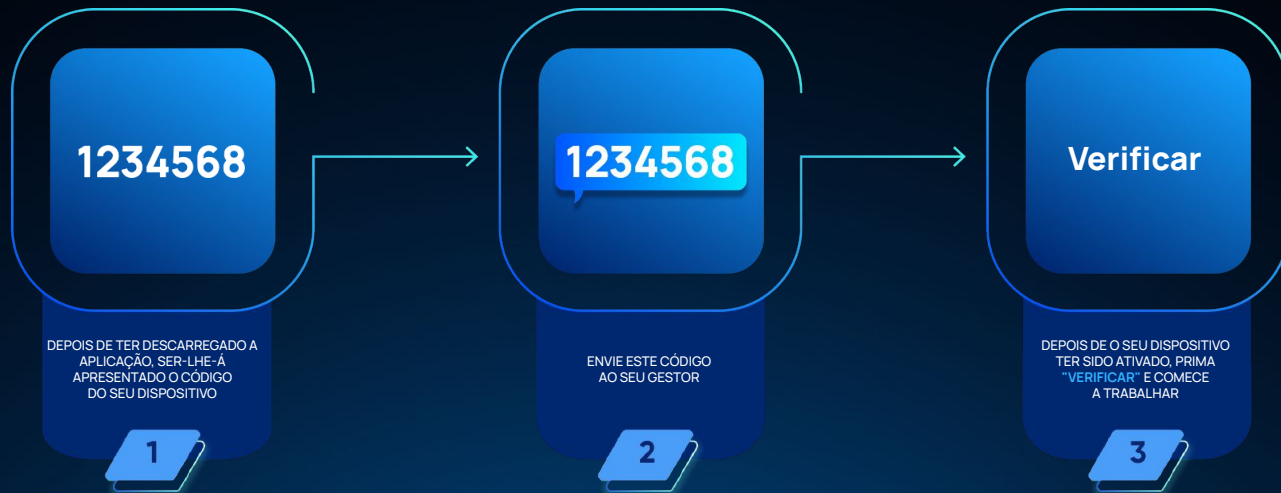 1234568
DEPOIS DE TER DESCARREGADO A
APLICAÇÃO, SER-LHE-Á
APRESENTADO O CÓDIGO
DO SEU DISPOSITIVO
1
1234568
ENVIE ESTE CÓDIGO
AO SEU GESTOR
2
Verificar
DEPOIS DE O SEU DISPOSITIVO
TER SIDO ATIVADO, PRIMA
"VERIFICAR" E COMECE
A TRABALHAR
3